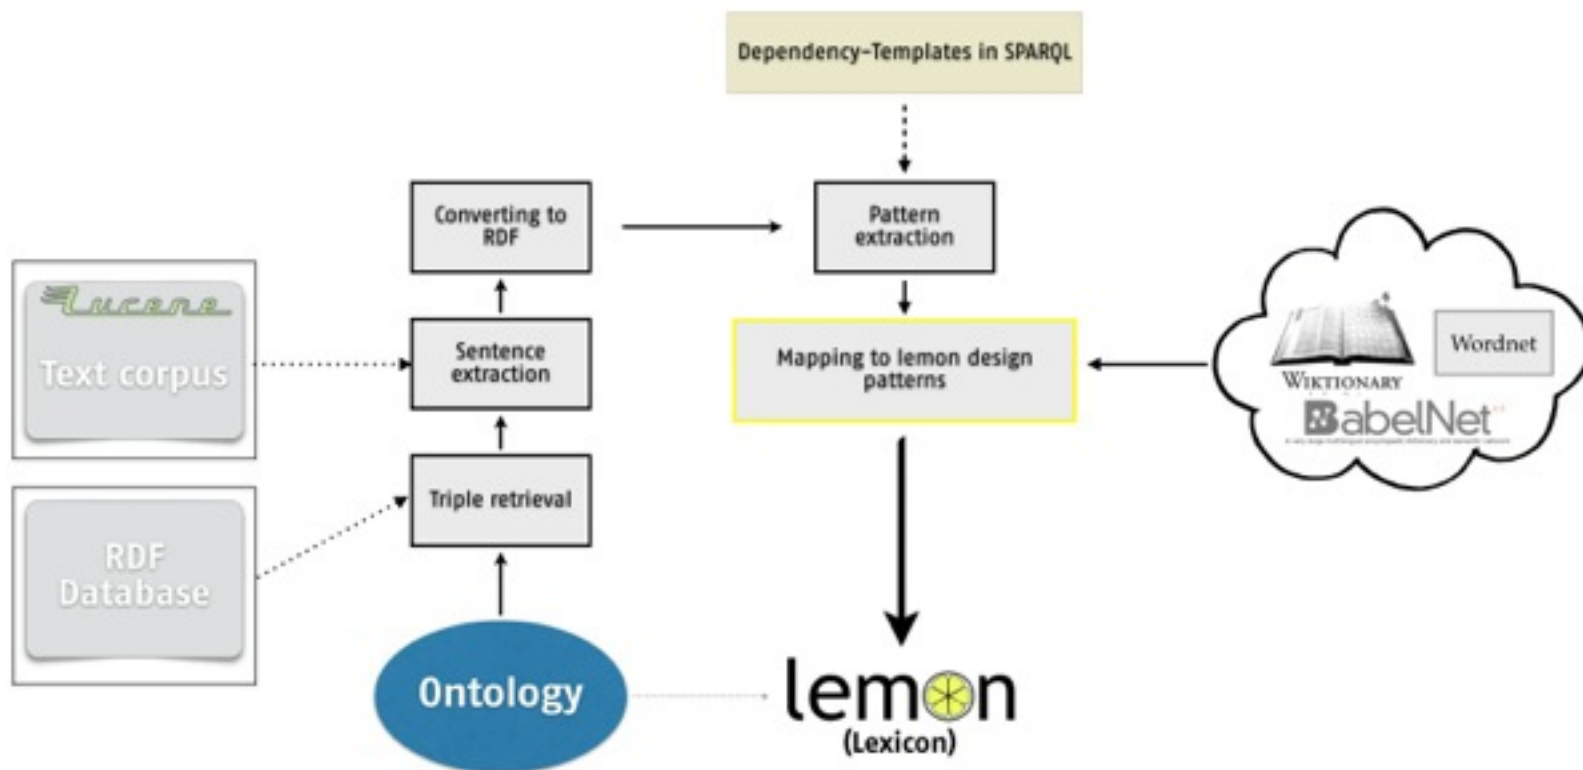 Dependency-Templates in SPARQL
Converting to
RDF
Pattern
extraction
Lucene
Text corpus
Sentence
extraction
Mapping to lemon design
patterns
WIKTIONARY
Wordnet
BabelNet
Triple retrieval
RDF
Database
Ontology
lemon
(Lexicon)